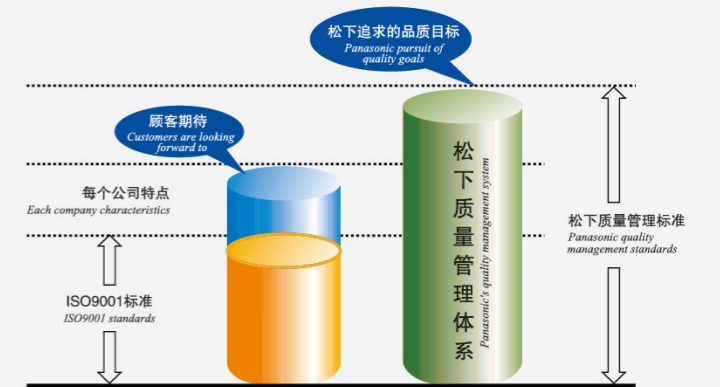 松下追求的品质目标
Panasonic pursuit of
quality goals
顾客期待
Customers are looking
forward to
每个公司特点
Each company characteristics
ISO9001标准
ISO9001 standards
松下质量管理体系
Panasonic's quality management system
松下质量管理标准
Panasonic quality
management standards